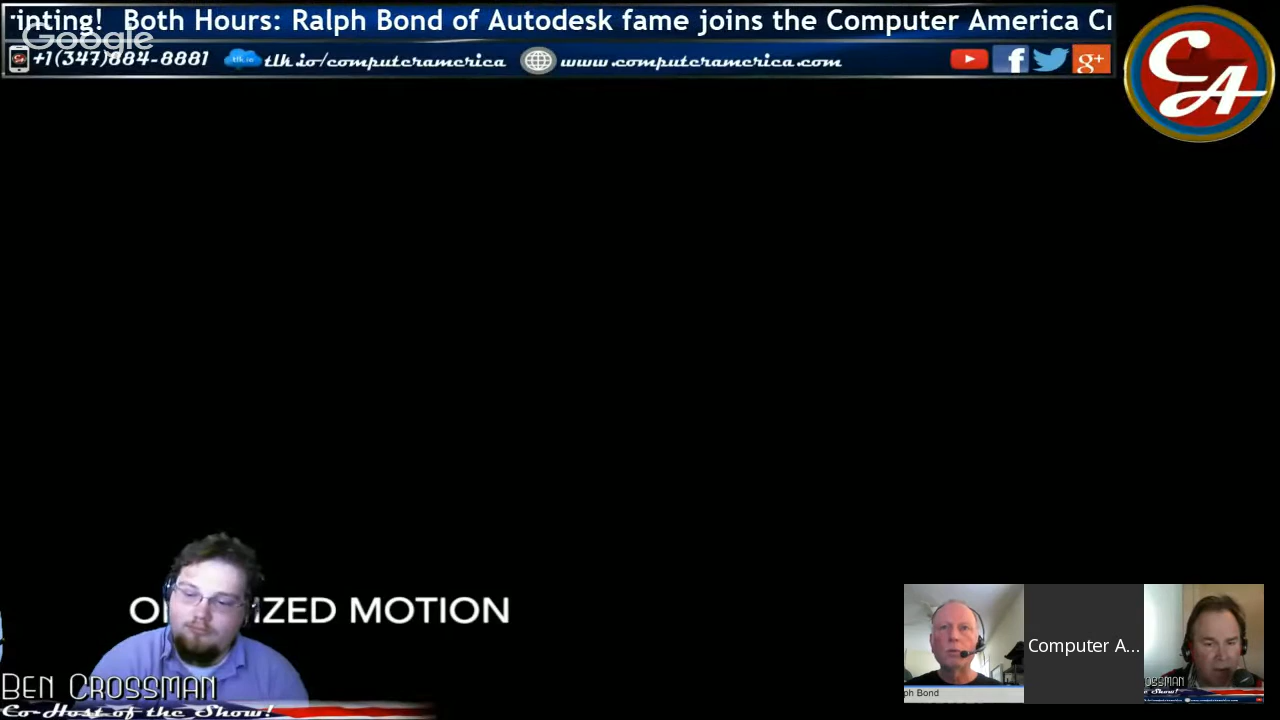 inting! Both Hours: Ralph Bond of Autodesk fame joins the Computer America
Google
+1(347)884-8881 tlk.io/computeramerica www.computeramerica.com
g+
CA
MOTION
BEN CROSSMAN
Co-Host of the Show!
ph Bond
Computer A...
OSSMAN